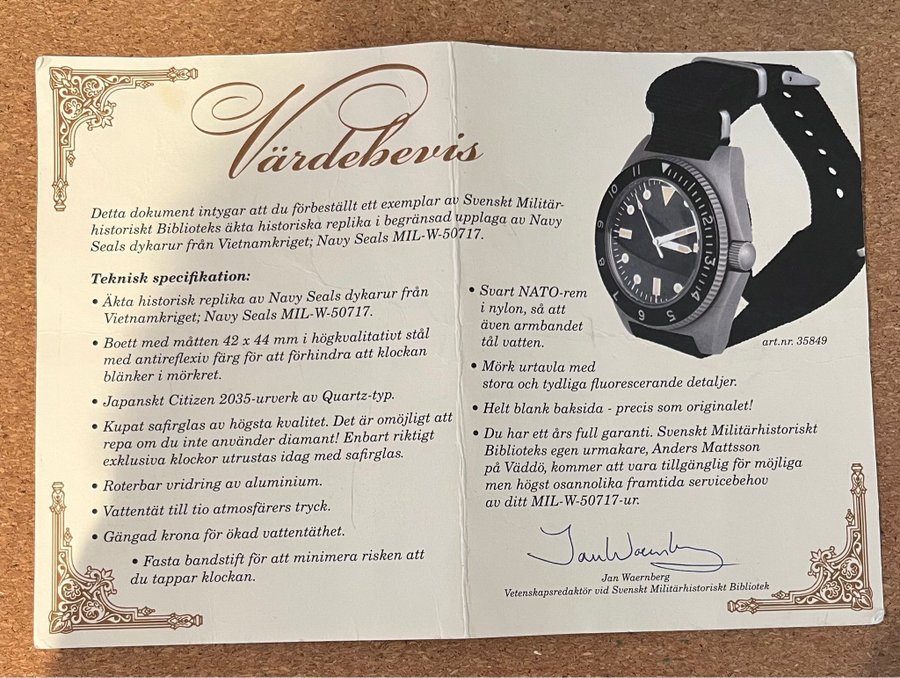 Värdebevis
Detta dokument intygar att du förbeställt ett exemplar av Svenskt Militär-
historiskt Biblioteks äkta historiska replika i begränsad upplaga av Navy
Seals dykarur från Vietnamkriget; Navy Seals MIL-W-50717.
Teknisk specifikation:
• Äkta historisk replika av Navy Seals dykarur från
Vietnamkriget; Navy Seals MIL-W-50717.
• Boett med måtten 42 x 44 mm i högkvalitativt stål
med antireflexiv färg för att förhindra att klockan
blänker i mörkret.
• Japanskt Citizen 2035-urverk av Quartz-typ.
• Kupat safirglas av högsta kvalitet. Det är omöjligt att
repa om du inte använder diamant! Enbart riktigt
exklusiva klockor utrustas idag med safirglas.
• Roterbar vridring av aluminium.
• Vattentät till tio atmosfärers tryck.
• Gängad krona för ökad vattentäthet.
• Fasta bandstift för att minimera risken att
du tappar klockan.
• Svart NATO-rem
i nylon, så att
även armbandet
tål vatten.
art.nr. 35849
• Mörk urtavla med
stora och tydliga fluorescerande detaljer.
• Helt blank baksida - precis som originalet!
• Du har ett års full garanti. Svenskt Militärhistoriskt
Biblioteks egen urmakare, Anders Mattsson
på Väddö, kommer att vara tillgänglig för möjliga
men högst osannolika framtida servicebehov
av ditt MIL-W-50717-ur.
Jan Waernberg
Jan Waernberg
Vetenskapsredaktör vid Svenskt Militärhistoriskt Bibliotek